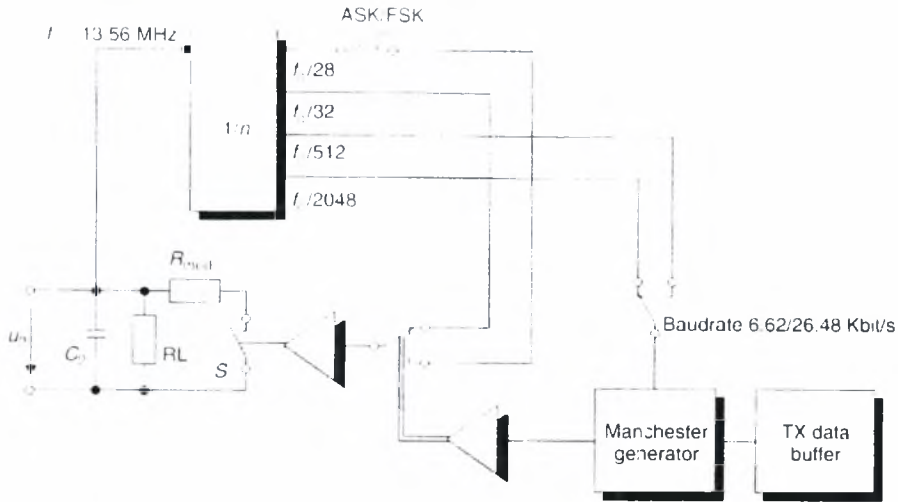 ASK/FSK
13.56 MHz
1/n
/28
/32
/512
/2048
RL
S
Baudrate 6.62/26.48 Kbit/s
Manchester
generator
TX data
buffer